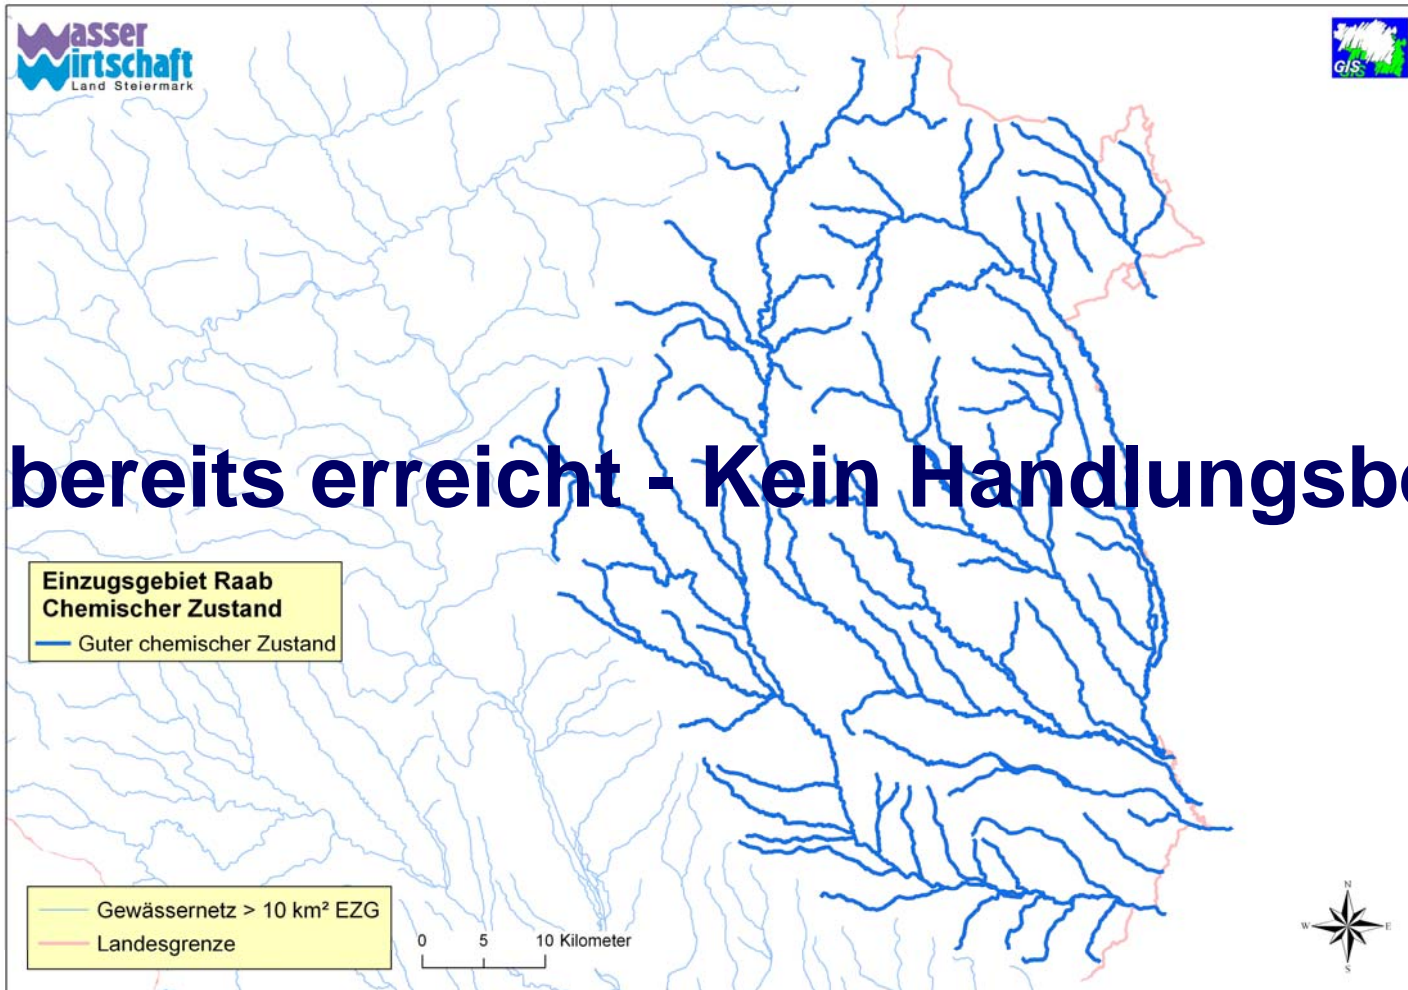 Wasser
Wirtschaft
Land Steiermark
GIS
bereits erreicht - Kein Handlungsb
Einzugsgebiet Raab
Chemischer Zustand
Guter chemischer Zustand
Gewässernetz > 10 km² EZG
Landesgrenze
0 5 10 Kilometer
N
W E
S